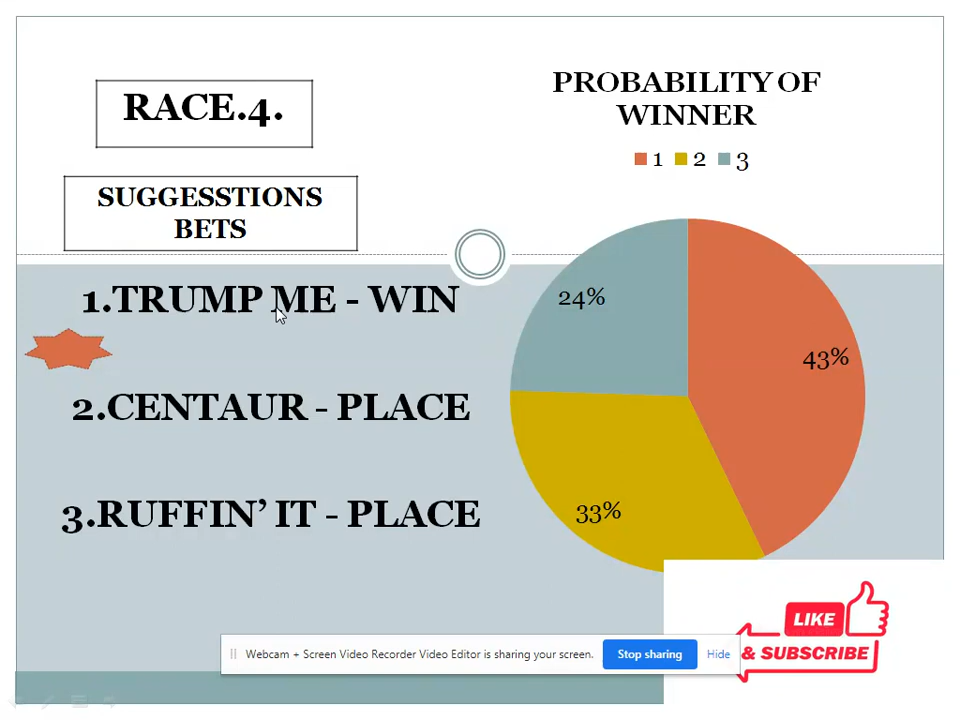 RACE.4.
SUGGESSTIONS
BETS
1.TRUMP ME - WIN
2.CENTAUR - PLACE
3.RUFFIN’ IT - PLACE
PROBABILITY OF
WINNER
1 2 3
24%
43%
33%
LIKE
& SUBSCRIBE
Webcam + Screen Video Recorder Video Editor is sharing your screen. Stop sharing Hide